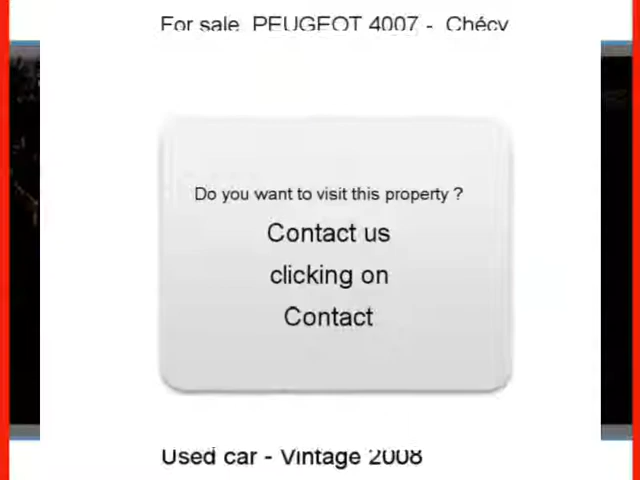 For sale PEUGEOT 4007 - Chécy
Do you want to visit this property ?
Contact us
clicking on
Contact
Used car - Vintage 2008